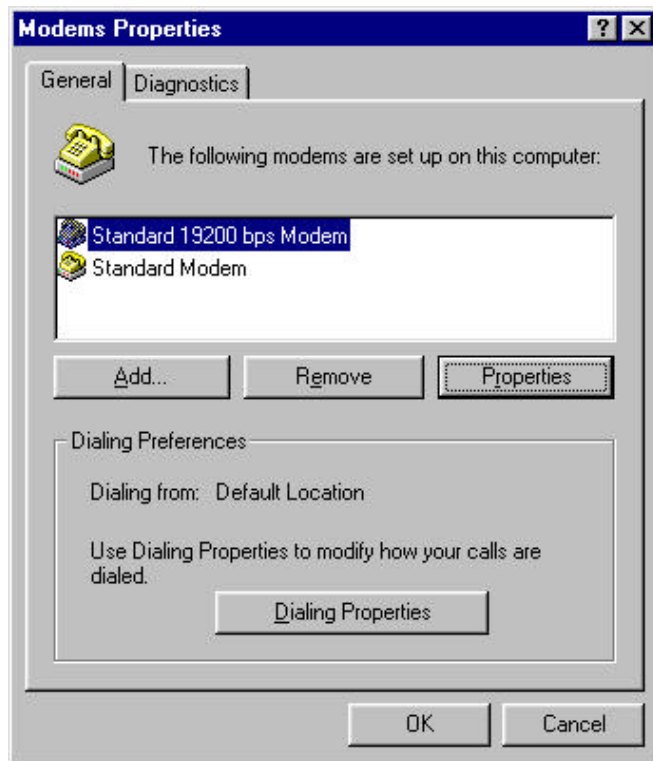 Modems Properties
General
Diagnostics
The following modems are set up on this computer:
Standard 19200 bps Modem
Standard Modem
Add...
Remove
Properties
Dialing Preferences
Dialing from: Default Location
Use Dialing Properties to modify how your calls are
dialed.
Dialing Properties
OK
Cancel